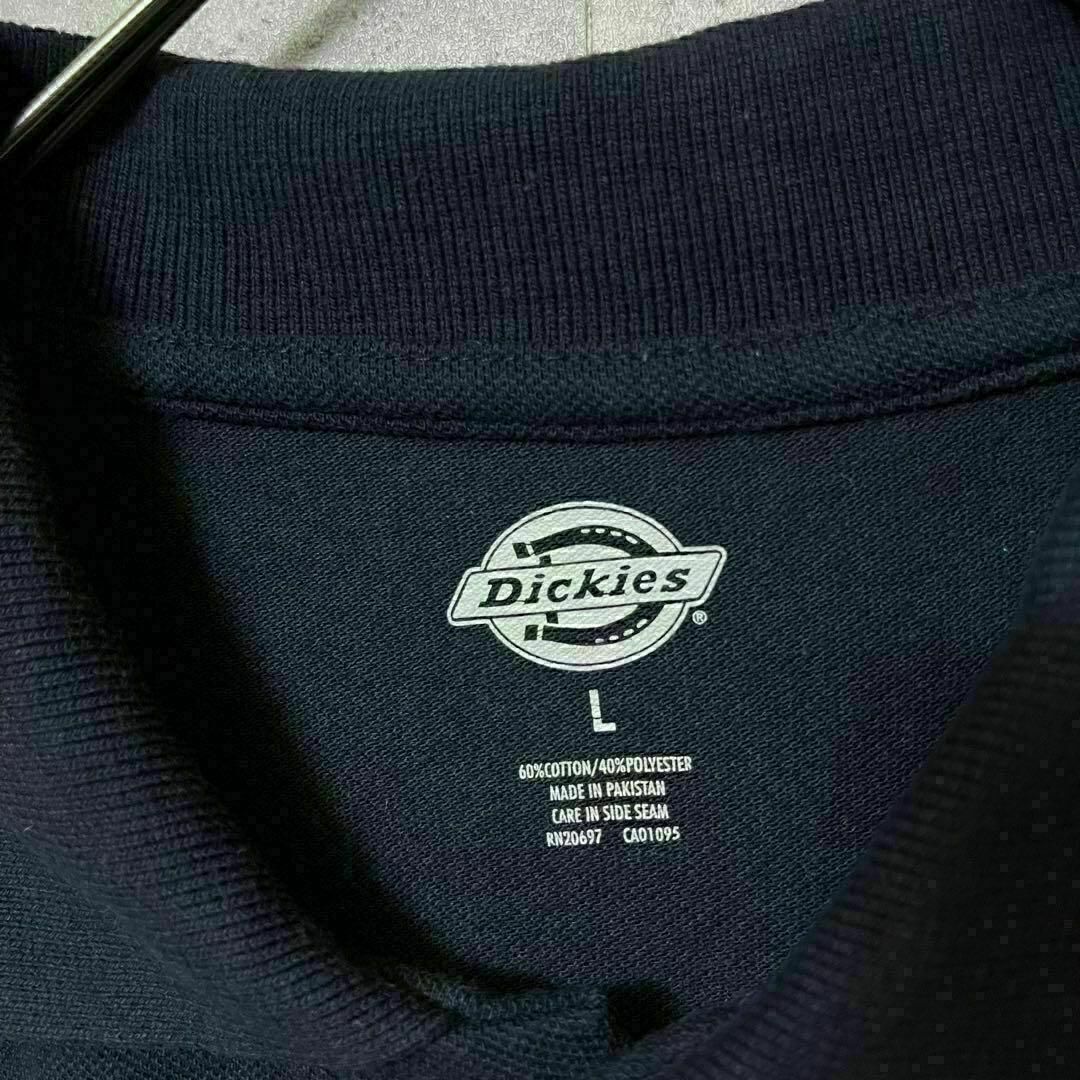 Dickies®
L
60%COTTON/40%POLYESTER
MADE IN PAKISTAN
CARE IN SIDE SEAM
RN20697 CA01095